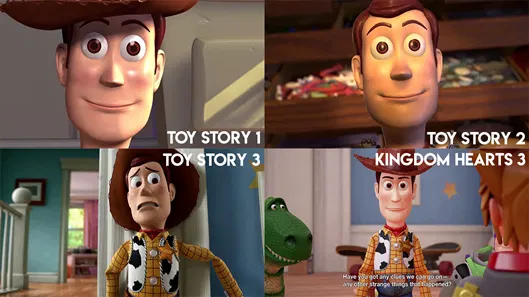 TOY STORY 1
TOY STORY 2
TOY STORY 3
KINGDOM HEARTS 3
Have you got any clues we can go on —
any other strange things that happened?